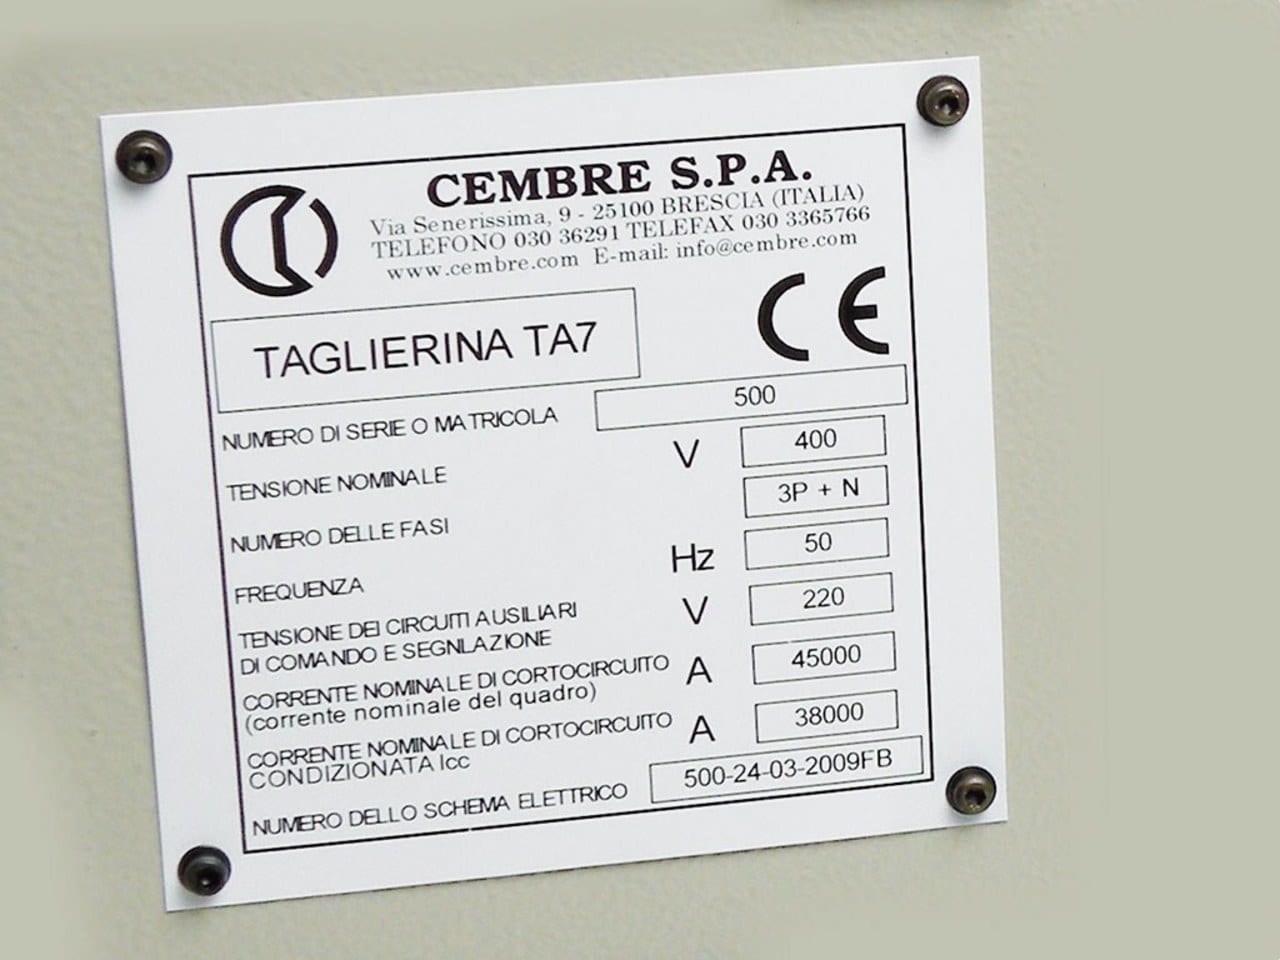 CEMBRE S.P.A.
Via Senerissima, 9 - 25100 BRESCIA (ITALIA)
TELEFONO 030 36291 TELEFAX 030 3365766
www.cembre.com E-mail: info@cembre.com
CE
TAGLIERINA TA7
NUMERO DI SERIE O MATRICOLA 500
TENSIONE NOMINALE V 400
NUMERO DELLE FASI 3P + N
FREQUENZA Hz 50
TENSIONE DEI CIRCUITI AUSILIARI
DI COMANDO E SEGNLAZIONE V 220
CORRENTE NOMINALE DI CORTOCIRCUITO
(corrente nominale del quadro) A 45000
CORRENTE NOMINALE DI CORTOCIRCUITO
CONDIZIONATA Icc A 38000
NUMERO DELLO SCHEMA ELETTRICO 500-24-03-2009FB